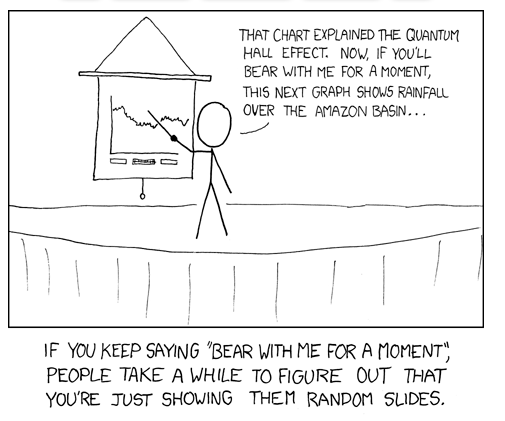 THAT CHART EXPLAINED THE QUANTUM
HALL EFFECT. NOW, IF YOU'LL
BEAR WITH ME FOR A MOMENT,
THIS NEXT GRAPH SHOWS RAINFALL
OVER THE AMAZON BASIN...
IF YOU KEEP SAYING "BEAR WITH ME FOR A MOMENT",
PEOPLE TAKE A WHILE TO FIGURE OUT THAT
YOU'RE JUST SHOWING THEM RANDOM SLIDES.